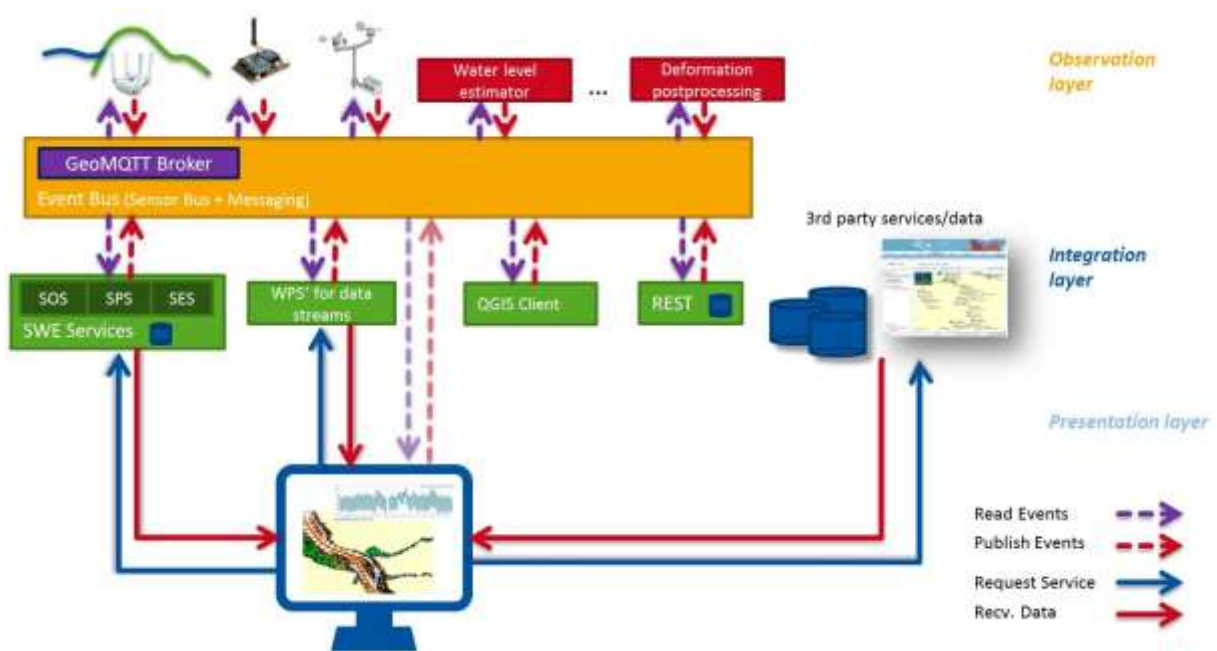 Water level
estimator
...
Deformation
postprocessing
Observation
layer
GeoMQTT Broker
Event Bus (Sensor Bus + Messaging)
3rd party services/data
Integration
layer
SOS SPS SES
SWE Services
WPS' for data
streams
QGIS Client
REST
Presentation layer
Read Events
Publish Events
Request Service
Recv. Data